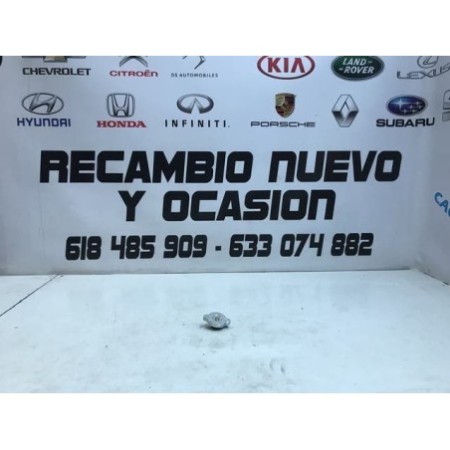 CHEVROLET CITROËN DS AUTOMOBILES KIA LAND ROVER LEXUS
HYUNDAI HONDA INFINITI PORSCHE RENAULT SUBARU
RECAMBIO NUEVO
Y OCASION
618 485 909 - 633 074 882